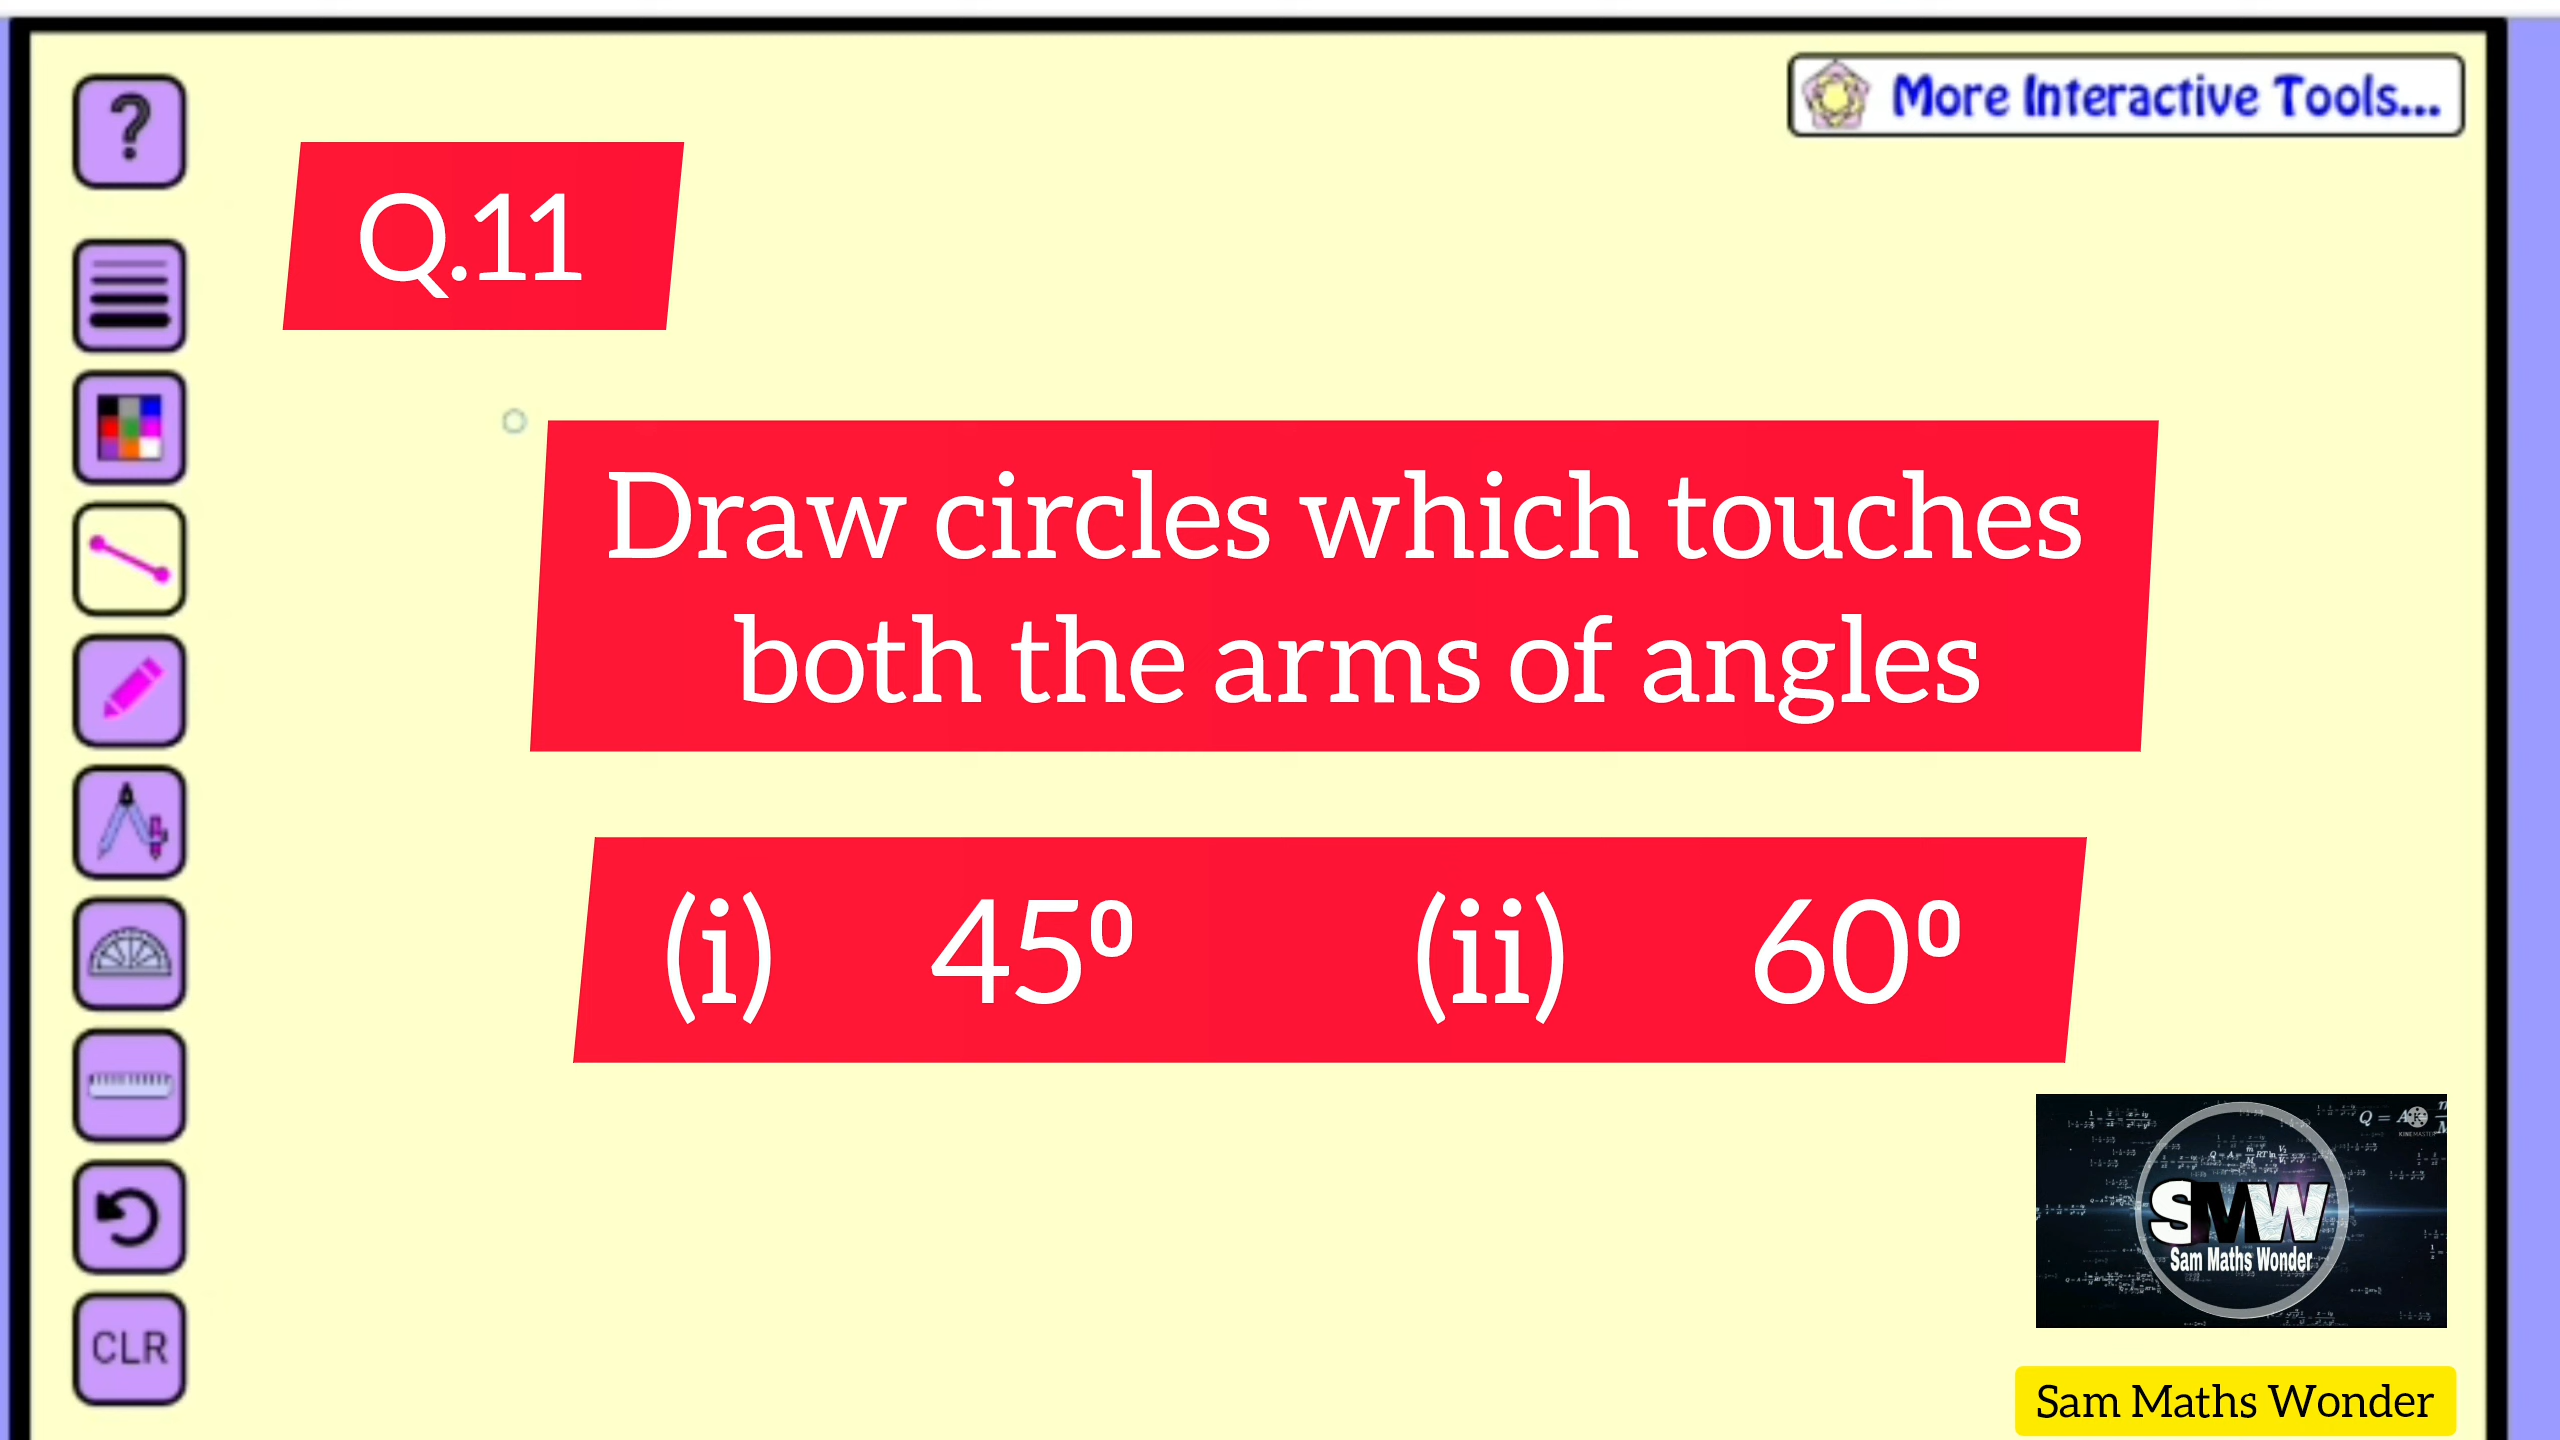 ?
More Interactive Tools...
Q.11
Draw circles which touches
both the arms of angles
(i) 45⁰ (ii) 60⁰
SMW
Sam Maths Wonder
CLR
Sam Maths Wonder